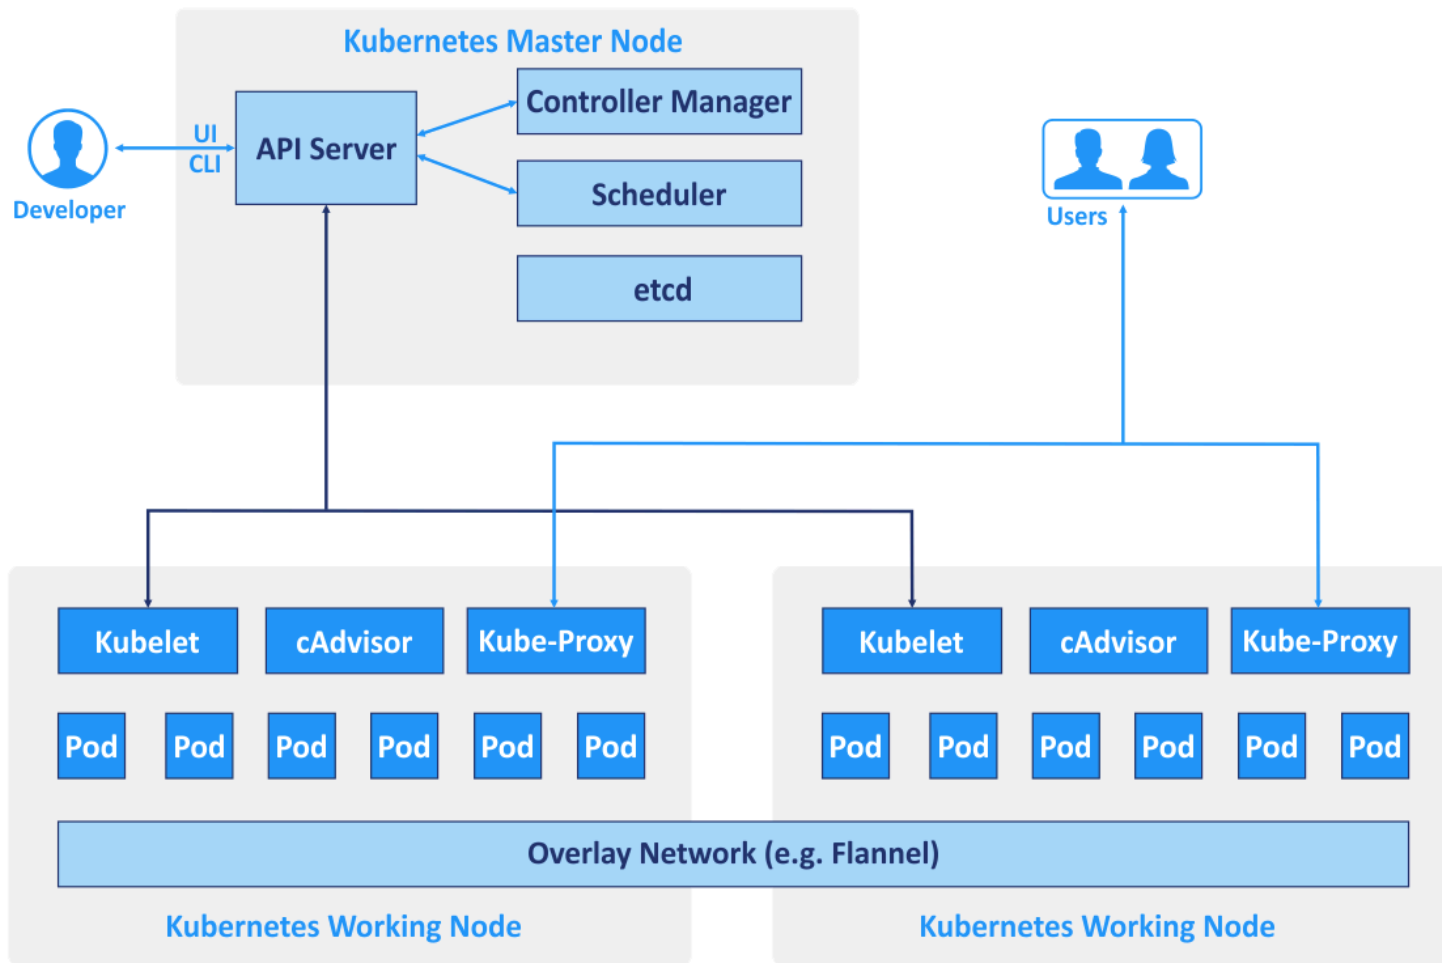 Kubernetes Master Node
Controller Manager
UI
API Server
CLI
Scheduler
Developer
Users
etcd
Kubelet
cAdvisor
Kube-Proxy
Kubelet
cAdvisor
Kube-Proxy
Pod
Pod
Pod
Pod
Pod
Pod
Pod
Pod
Pod
Pod
Pod
Pod
Overlay Network (e.g. Flannel)
Kubernetes Working Node
Kubernetes Working Node